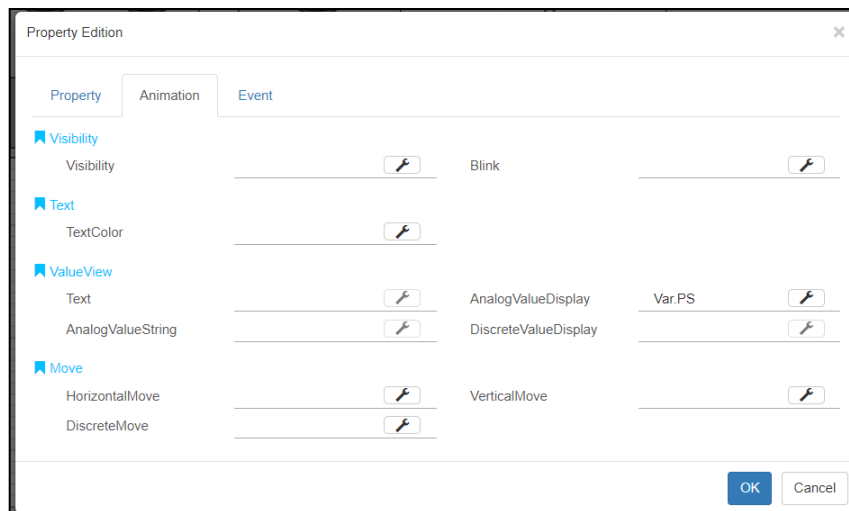 Property Edition ×
Property Animation Event
Visibility
Visibility Blink
Text
TextColor
ValueView
Text AnalogValueDisplay Var.PS
AnalogValueString DiscreteValueDisplay
Move
HorizontalMove VerticalMove
DiscreteMove
OK Cancel